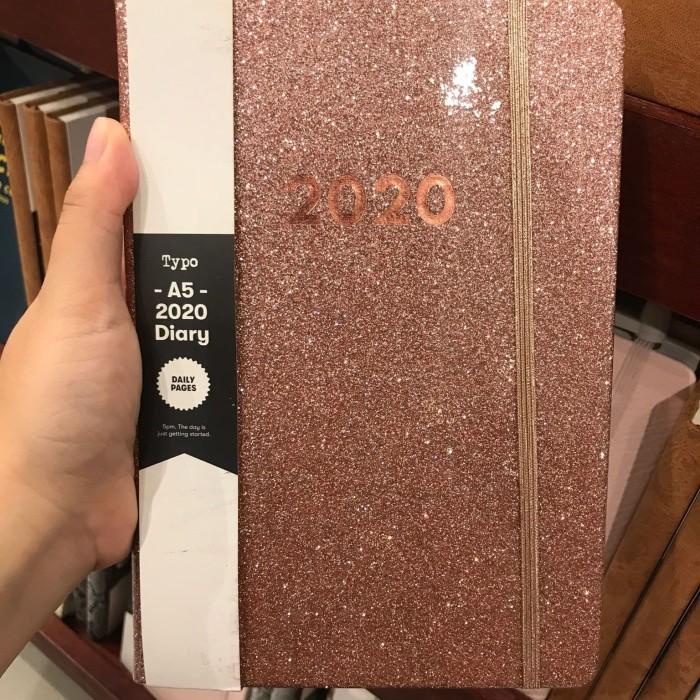 2020
Typo
- A5 -
2020
Diary
DAILY
PAGES
5pm. The day is
just getting started.